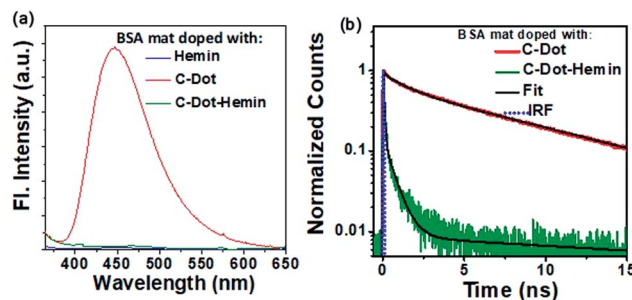 (a)
BSA mat doped with:
Hemin
C-Dot
C-Dot-Hemin
Fl. Intensity (a.u.)
400 450 500 550 600 650
Wavelength (nm)
(b)
BSA mat doped with:
C-Dot
C-Dot-Hemin
Fit
IRF
Normalized Counts
1
0.1
0.01
0 5 10 15
Time (ns)